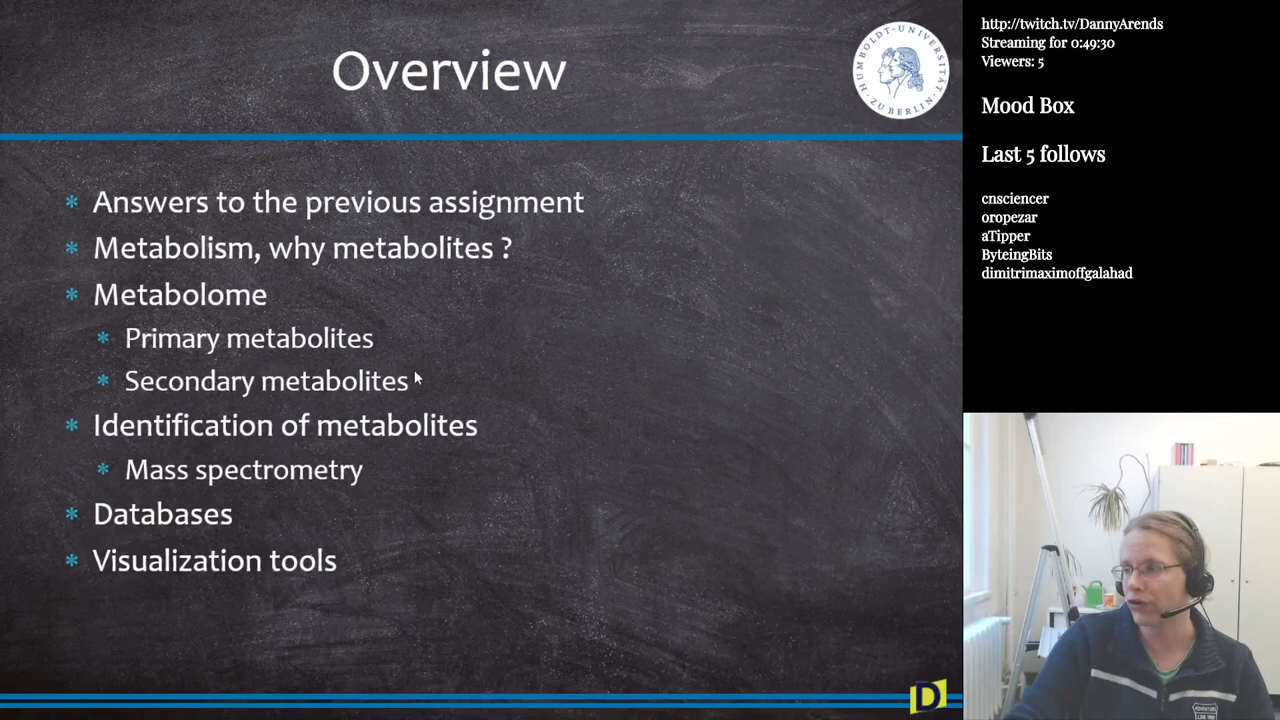 Overview
HUMBOLDT-UNIVERSITÄT ZU BERLIN
* Answers to the previous assignment
* Metabolism, why metabolites ?
* Metabolome
* Primary metabolites
* Secondary metabolites
* Identification of metabolites
* Mass spectrometry
* Databases
* Visualization tools
D
http://twitch.tv/DannyArends
Streaming for 0:49:30
Viewers: 5
Mood Box
Last 5 follows
cnsciencer
oropezar
aTipper
ByteingBits
dimitrimaximoffgalahad
ADVENTURE